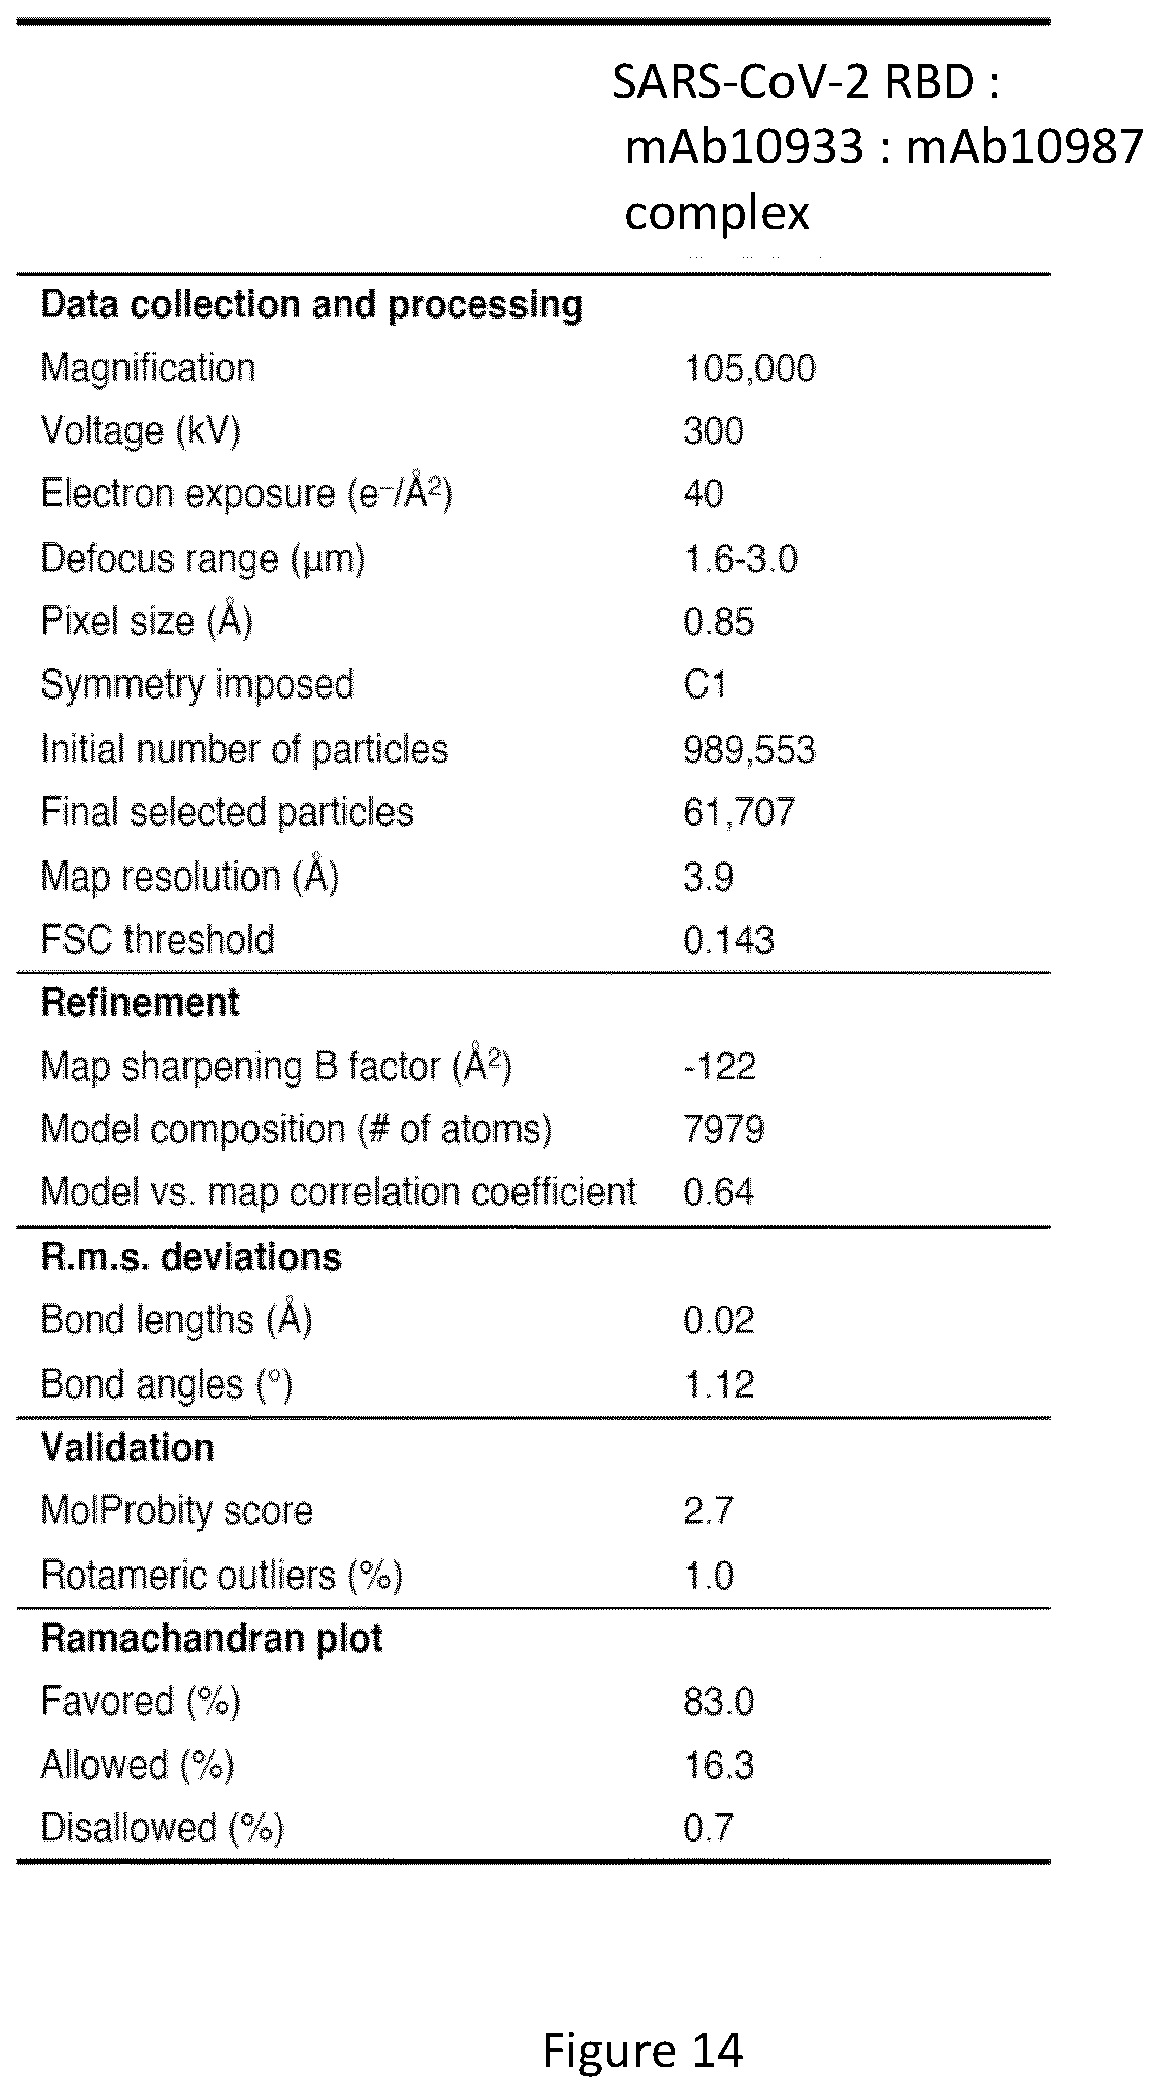 SARS-CoV-2 RBD :
mAb10933 : mAb10987
complex
Data collection and processing
Magnification 105,000
Voltage (kV) 300
Electron exposure (e⁻/Å²) 40
Defocus range (μm) 1.6-3.0
Pixel size (Å) 0.85
Symmetry imposed C1
Initial number of particles 989,553
Final selected particles 61,707
Map resolution (Å) 3.9
FSC threshold 0.143
Refinement
Map sharpening B factor (Å²) -122
Model composition (# of atoms) 7979
Model vs. map correlation coefficient 0.64
R.m.s. deviations
Bond lengths (Å) 0.02
Bond angles (°) 1.12
Validation
MolProbity score 2.7
Rotameric outliers (%) 1.0
Ramachandran plot
Favored (%) 83.0
Allowed (%) 16.3
Disallowed (%) 0.7
Figure 14